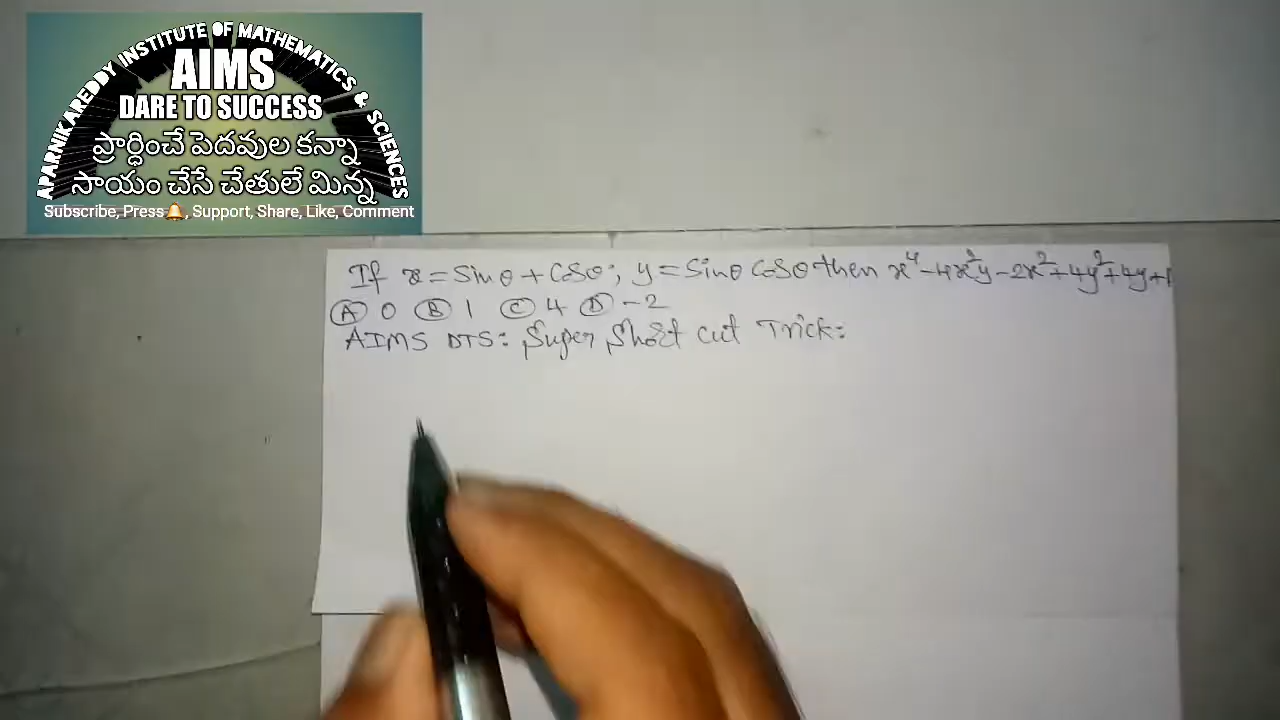 APARNIKAREDDY INSTITUTE OF MATHEMATICS & SCIENCES
AIMS
DARE TO SUCCESS
ప్రార్థించే పెదవుల కన్నా
సాయం చేసే చేతులే మిన్న
Subscribe, Press🔔, Support, Share, Like, Comment
If x = Sinθ + Cosθ; y = Sinθ Cosθ then x⁴-4x²y-2x²+4y²+4y+1
Ⓐ 0 Ⓑ 1 Ⓒ 4 Ⓓ -2
AIMS DTS: Super Short cut Trick: